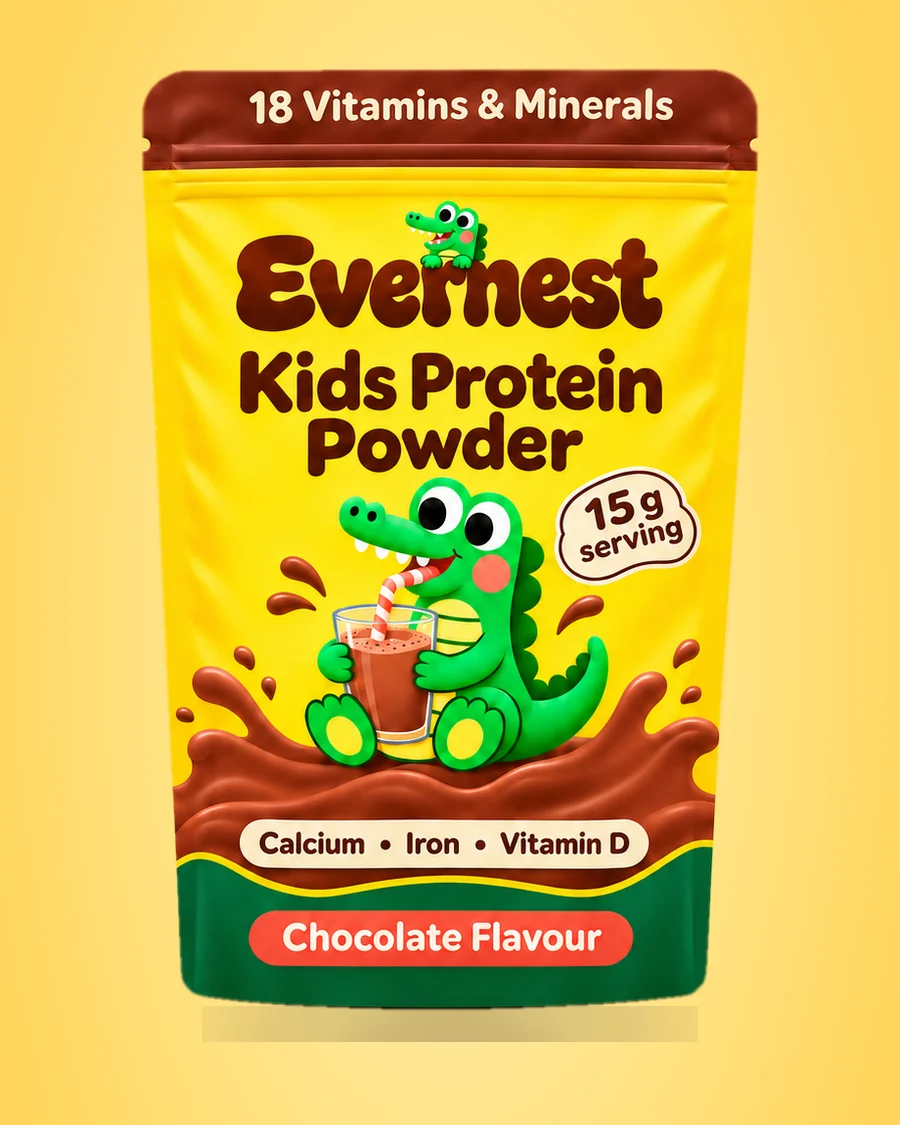 18 Vitamins & Minerals
Evernest
Kids Protein
Powder
15g
serving
Calcium • Iron • Vitamin D
Chocolate Flavour